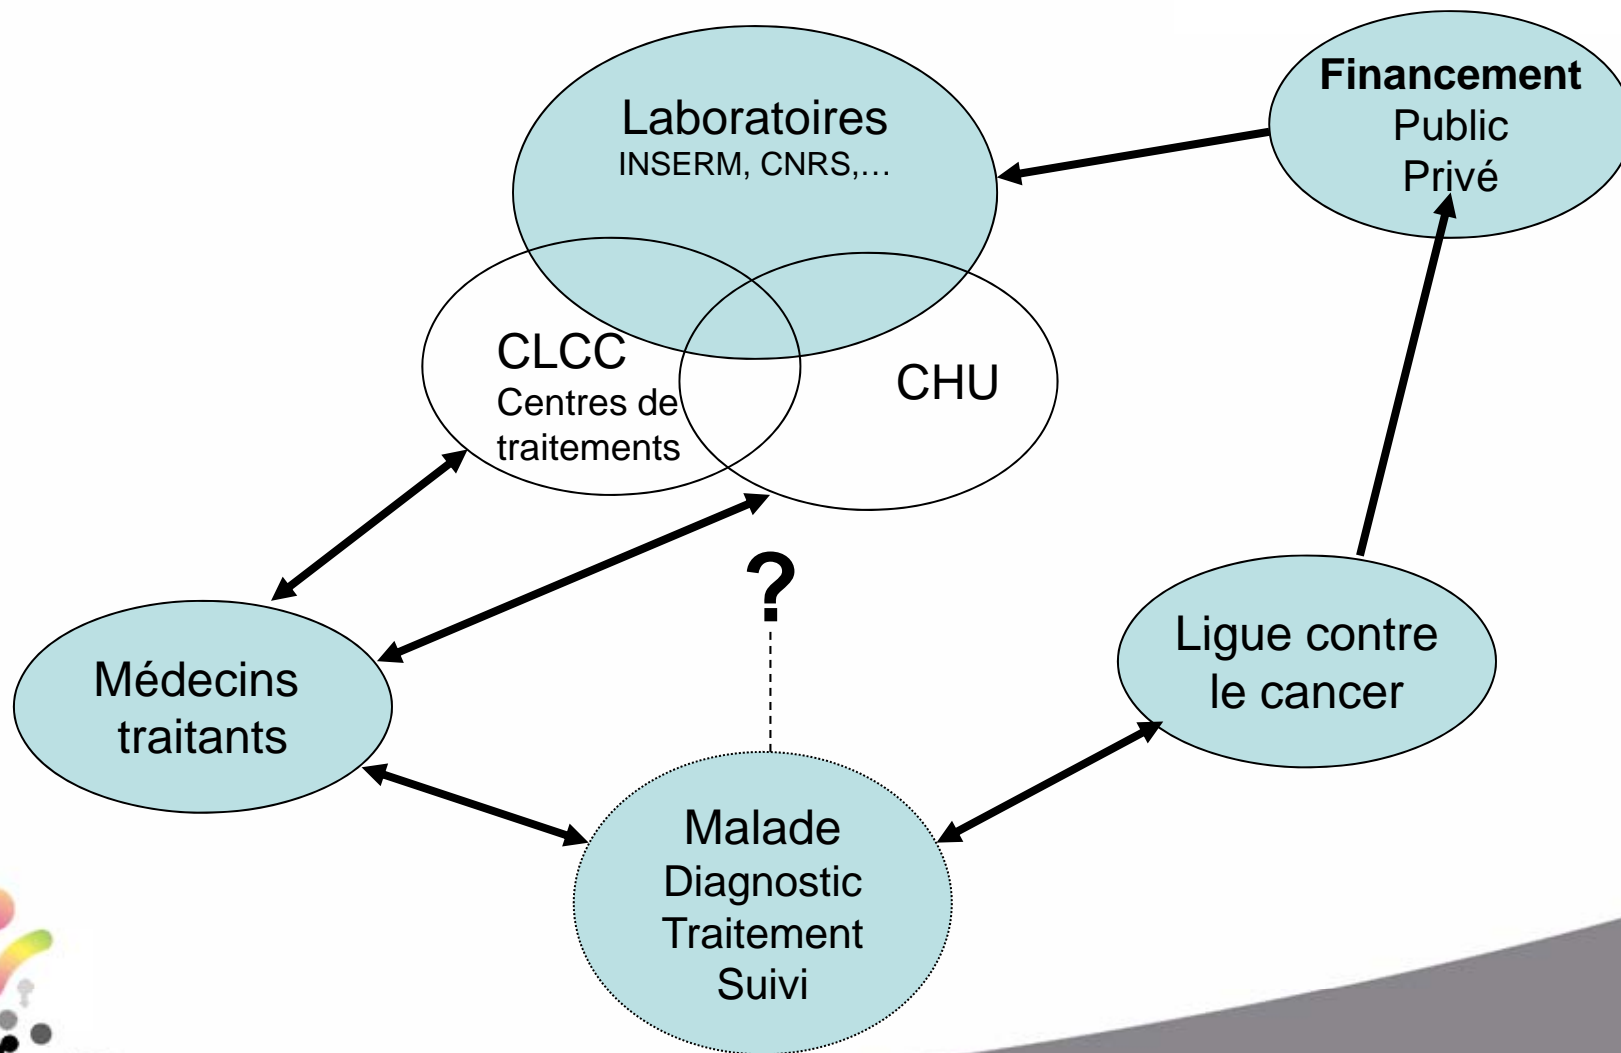 Financement
Public
Privé
Laboratoires
INSERM, CNRS,…
CLCC
Centres de
traitements
CHU
?
Ligue contre
le cancer
Médecins
traitants
Malade
Diagnostic
Traitement
Suivi